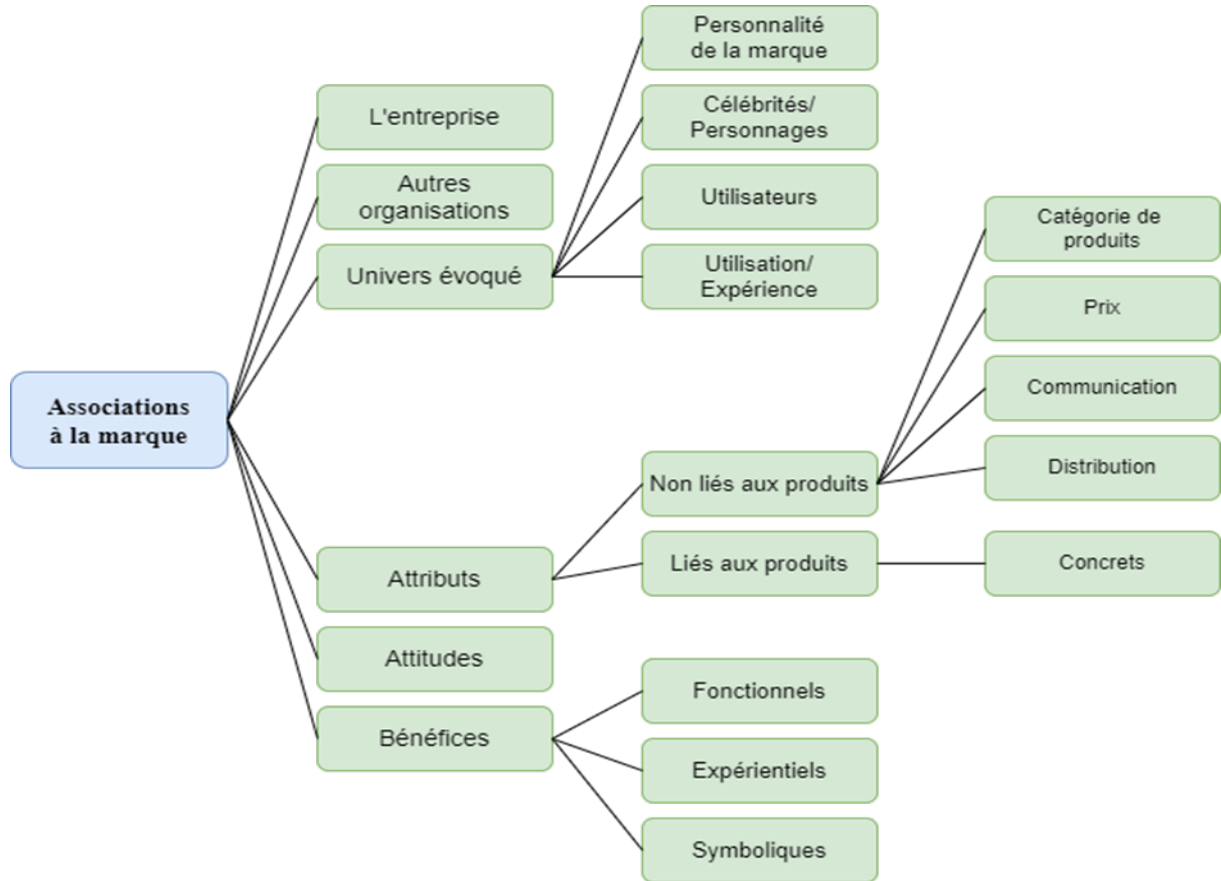 Personnalité
de la marque
L'entreprise
Célébrités/
Personnages
Autres
organisations
Utilisateurs
Catégorie de
produits
Univers évoqué
Utilisation/
Expérience
Prix
Associations
à la marque
Communication
Non liés aux produits
Distribution
Attributs
Liés aux produits
Concrets
Attitudes
Fonctionnels
Bénéfices
Expérientiels
Symboliques